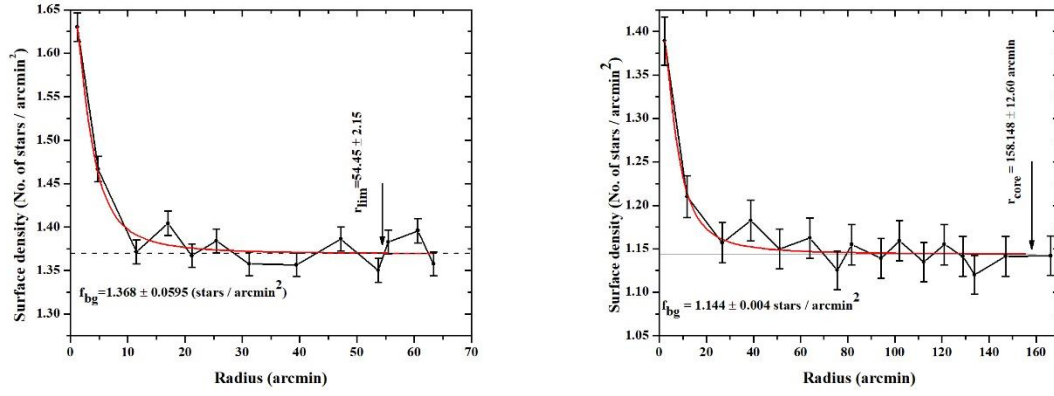 1.65
1.60
1.55
1.50
1.45
1.40
1.35
1.30
Surface density (No. of stars / arcmin²)
r_lim=54.45 ± 2.15
f_bg=1.368 ± 0.0595 (stars / arcmin²)
0 10 20 30 40 50 60 70
Radius (arcmin)
1.40
1.35
1.30
1.25
1.20
1.15
1.10
1.05
Surface density (No. of stars / arcmin²)
r_core = 158.148 ± 12.60 arcmin
f_bg = 1.144 ± 0.004 stars / arcmin²
0 20 40 60 80 100 120 140 160
Radius (arcmin)